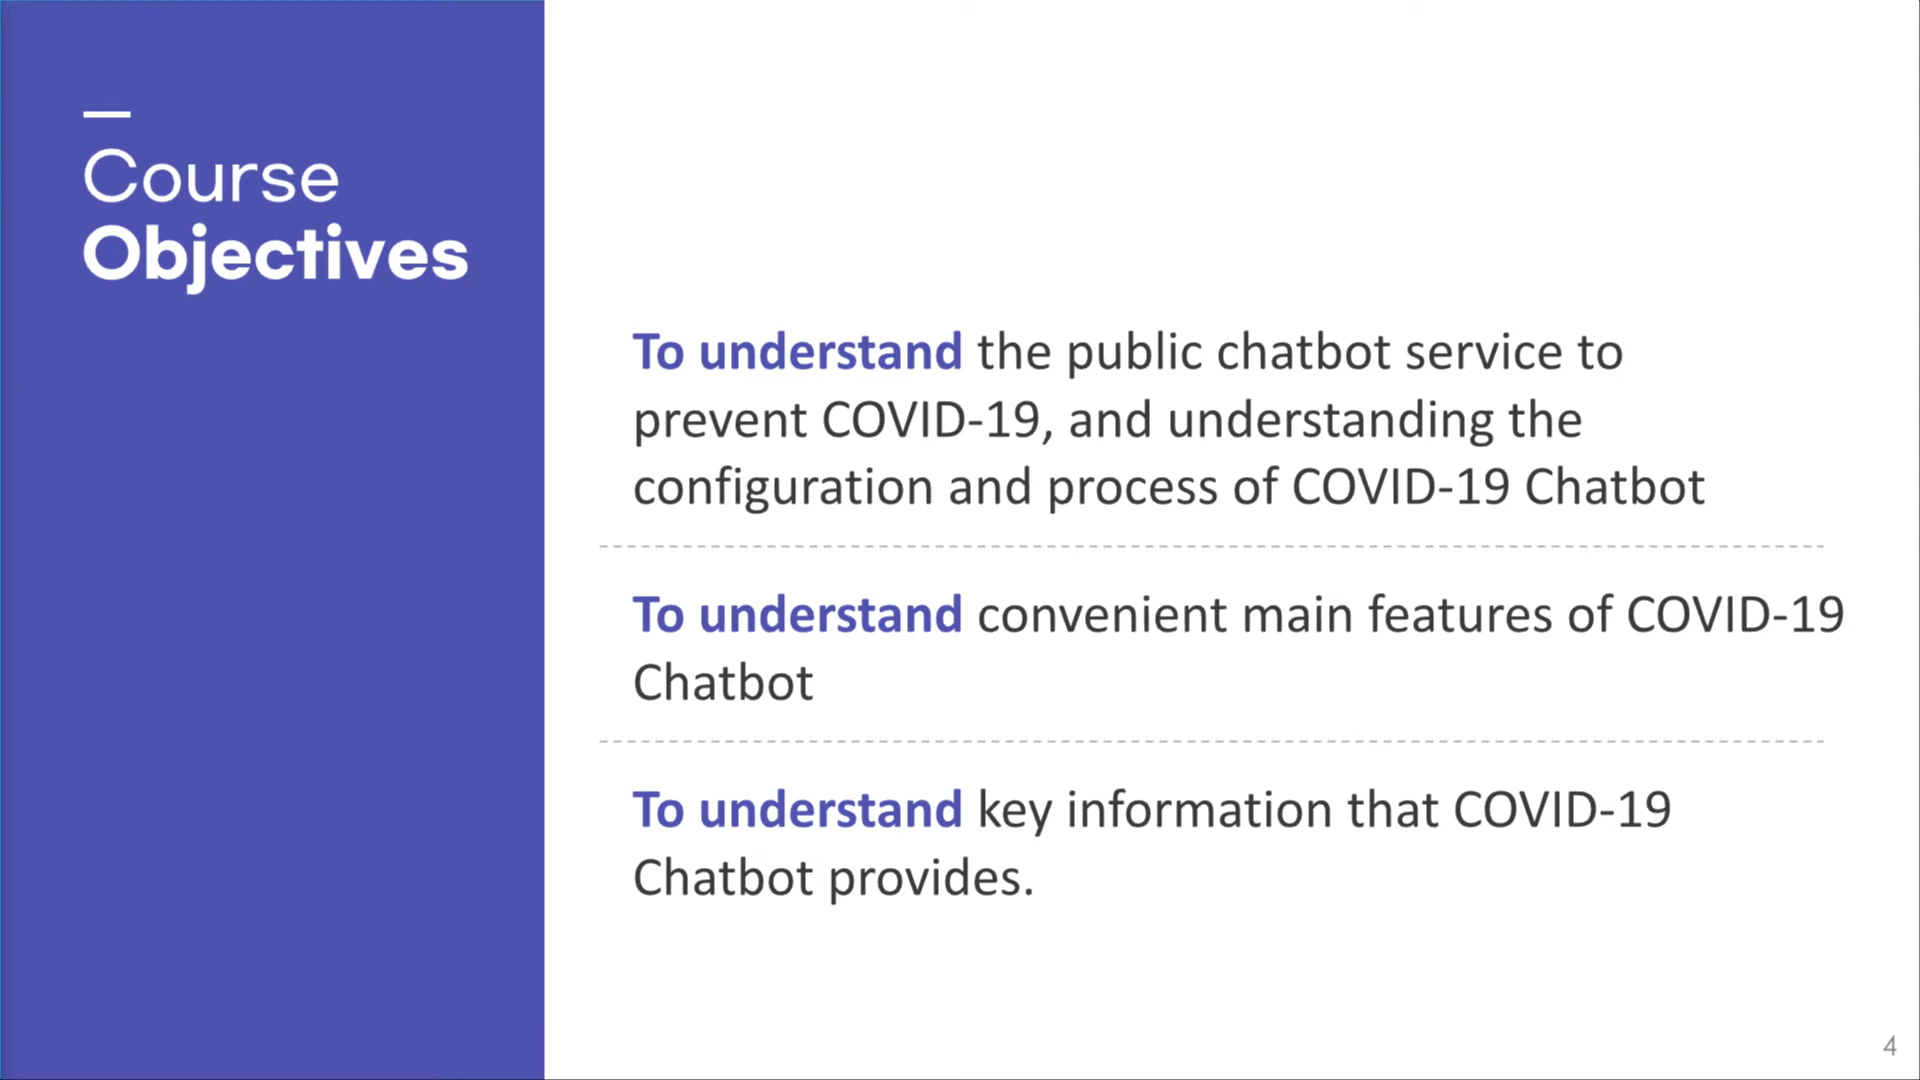 Course
Objectives
To understand the public chatbot service to
prevent COVID-19, and understanding the
configuration and process of COVID-19 Chatbot
To understand convenient main features of COVID-19
Chatbot
To understand key information that COVID-19
Chatbot provides.
4